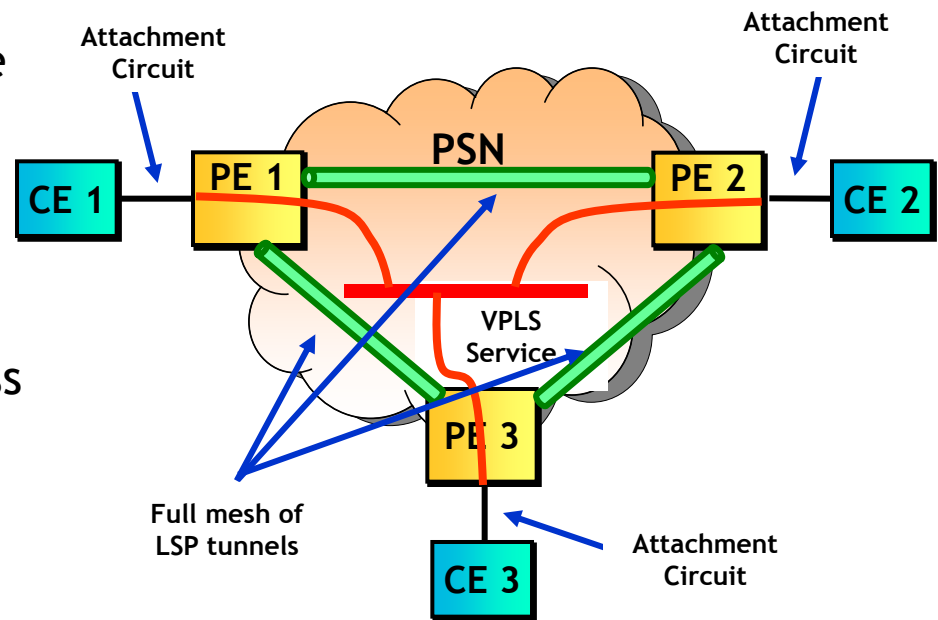 Attachment
Circuit
Attachment
Circuit
PSN
CE 1
PE 1
PE 2
CE 2
VPLS
Service
PE 3
Full mesh of
LSP tunnels
Attachment
Circuit
CE 3